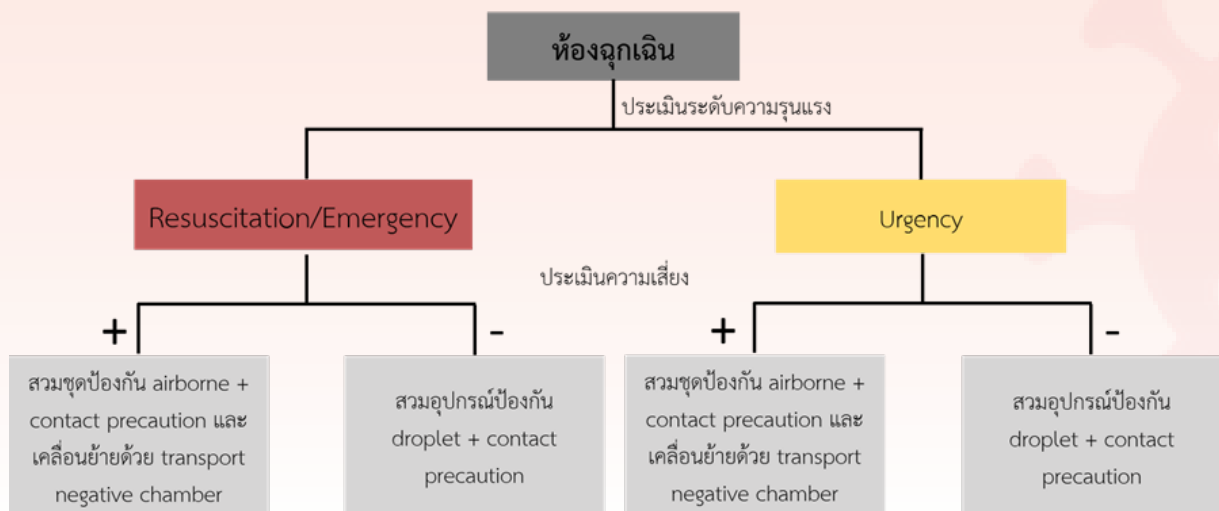 ห้องฉุกเฉิน
ประเมินระดับความรุนแรง
Resuscitation/Emergency
Urgency
ประเมินความเสี่ยง
+
-
+
-
สวมชุดป้องกัน airborne +
contact precaution และ
เคลื่อนย้ายด้วย transport
negative chamber
สวมอุปกรณ์ป้องกัน
droplet + contact
precaution
สวมชุดป้องกัน airborne +
contact precaution และ
เคลื่อนย้ายด้วย transport
negative chamber
สวมอุปกรณ์ป้องกัน
droplet + contact
precaution